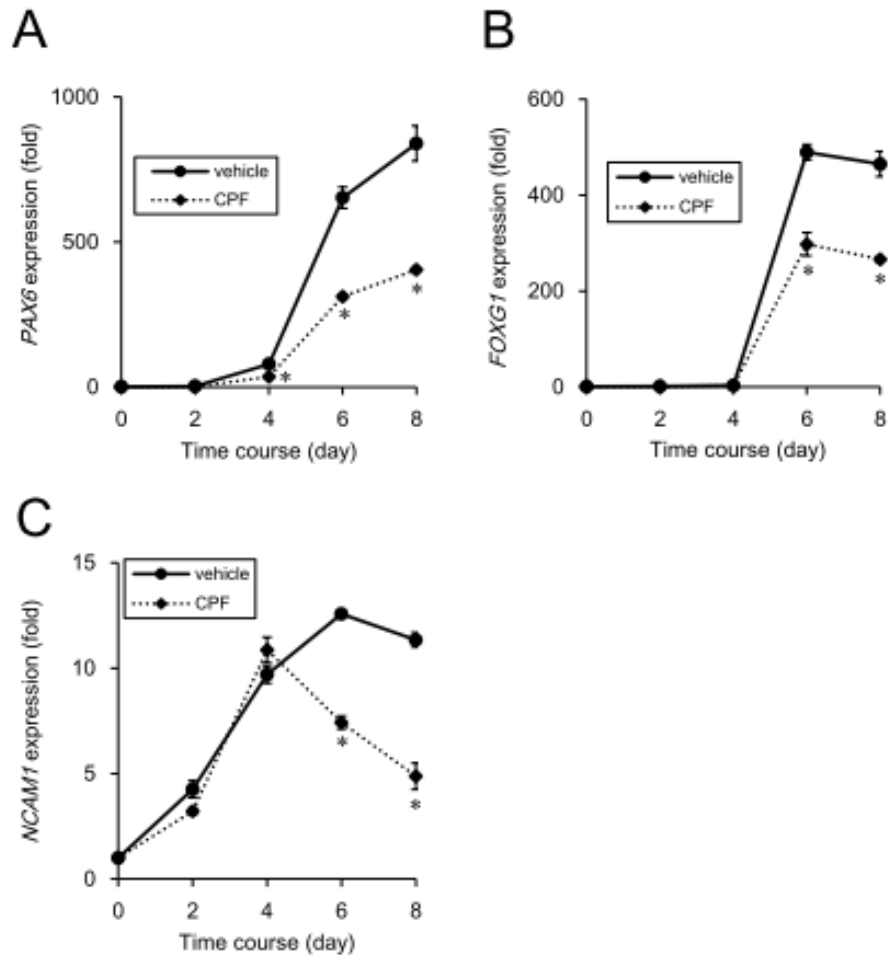 A
PAX6 expression (fold)
1000
500
0
vehicle
CPF
*
*
*
0 2 4 6 8
Time course (day)
B
FOXG1 expression (fold)
600
400
200
0
vehicle
CPF
*
*
0 2 4 6 8
Time course (day)
C
NCAM1 expression (fold)
15
10
5
0
vehicle
CPF
*
*
0 2 4 6 8
Time course (day)